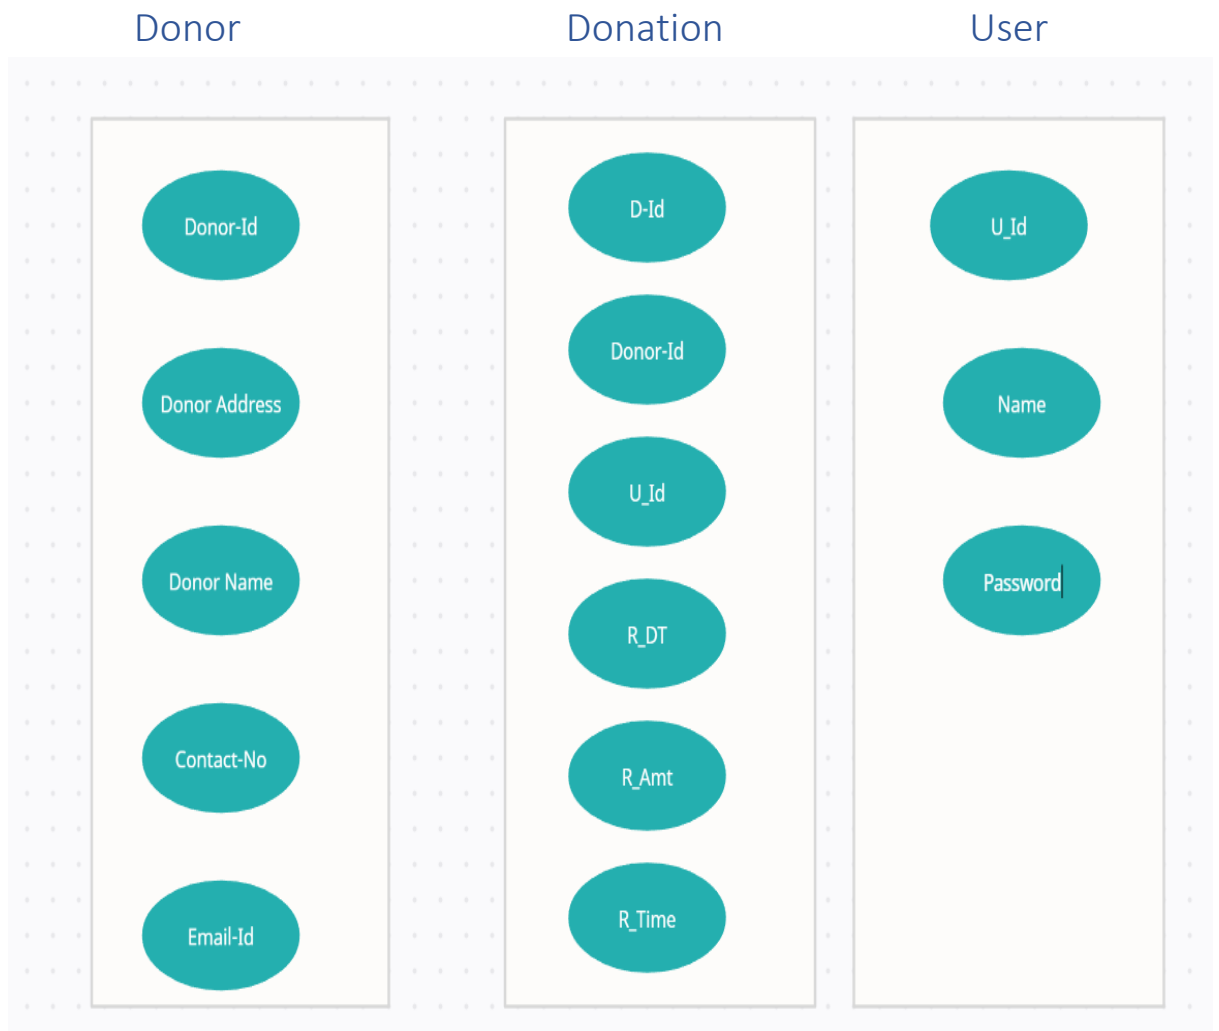 Donor
Donor-Id
Donor Address
Donor Name
Contact-No
Email-Id
Donation
D-Id
Donor-Id
U_Id
R_DT
R_Amt
R_Time
User
U_Id
Name
Password